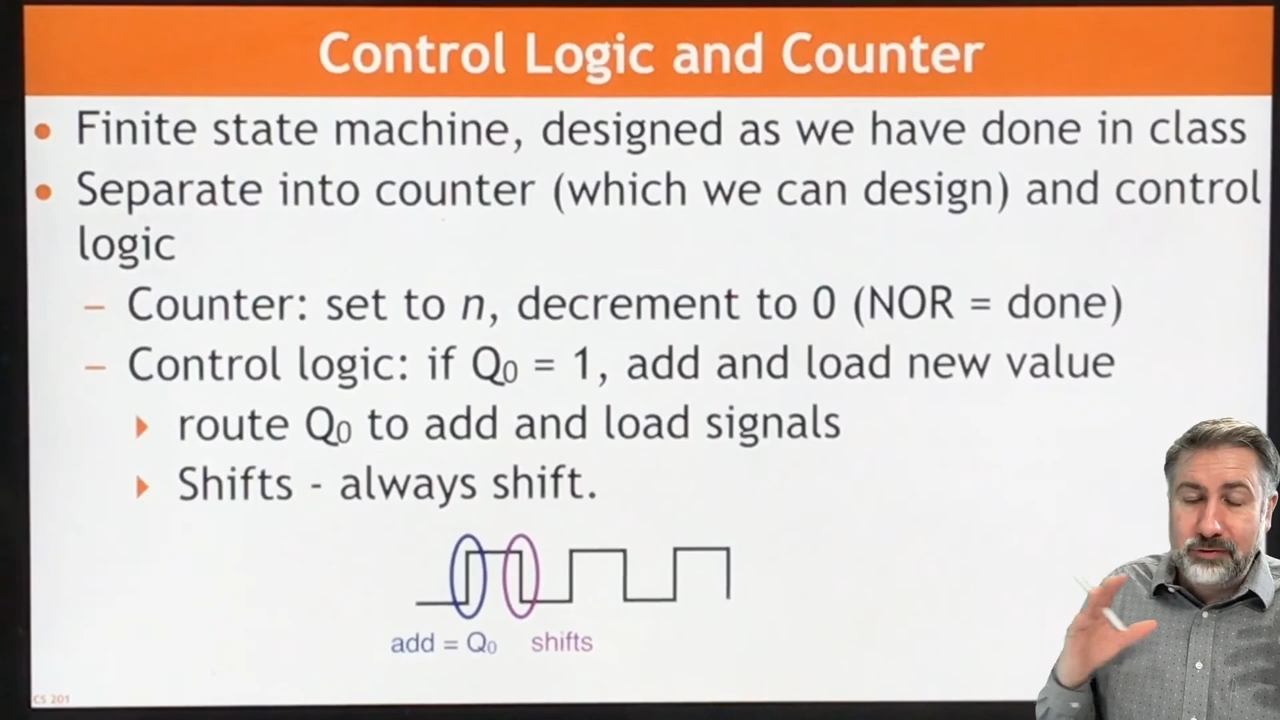 Control Logic and Counter
• Finite state machine, designed as we have done in class
• Separate into counter (which we can design) and control
logic
– Counter: set to n, decrement to 0 (NOR = done)
– Control logic: if Q0 = 1, add and load new value
route Q0 to add and load signals
Shifts - always shift.
add = Q0 shifts
CS 201